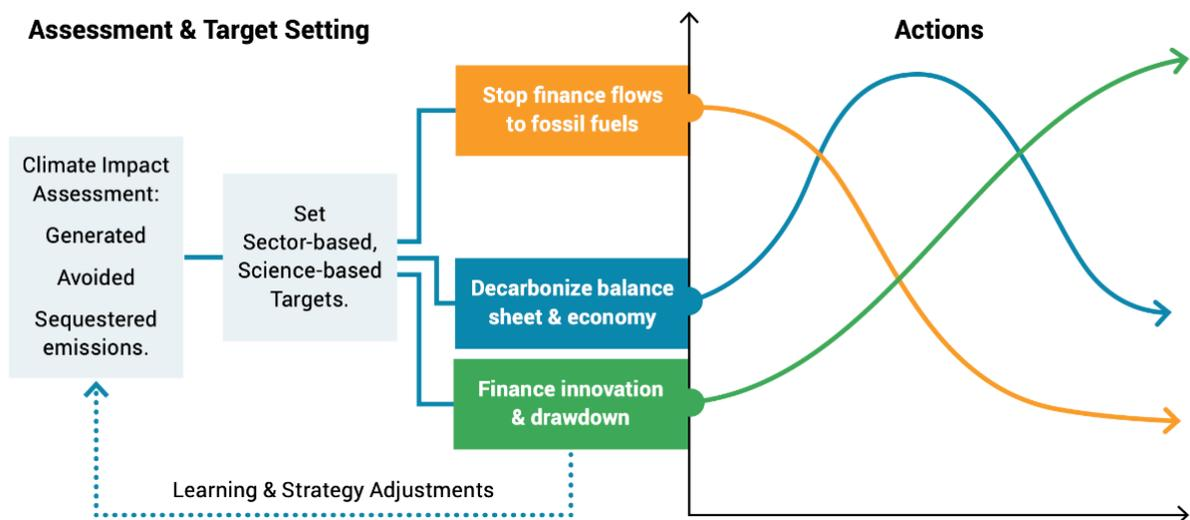 Assessment & Target Setting
Actions
Climate Impact
Assessment:
Generated
Avoided
Sequestered
emissions.
Set
Sector-based,
Science-based
Targets.
Stop finance flows
to fossil fuels
Decarbonize balance
sheet & economy
Finance innovation
& drawdown
Learning & Strategy Adjustments